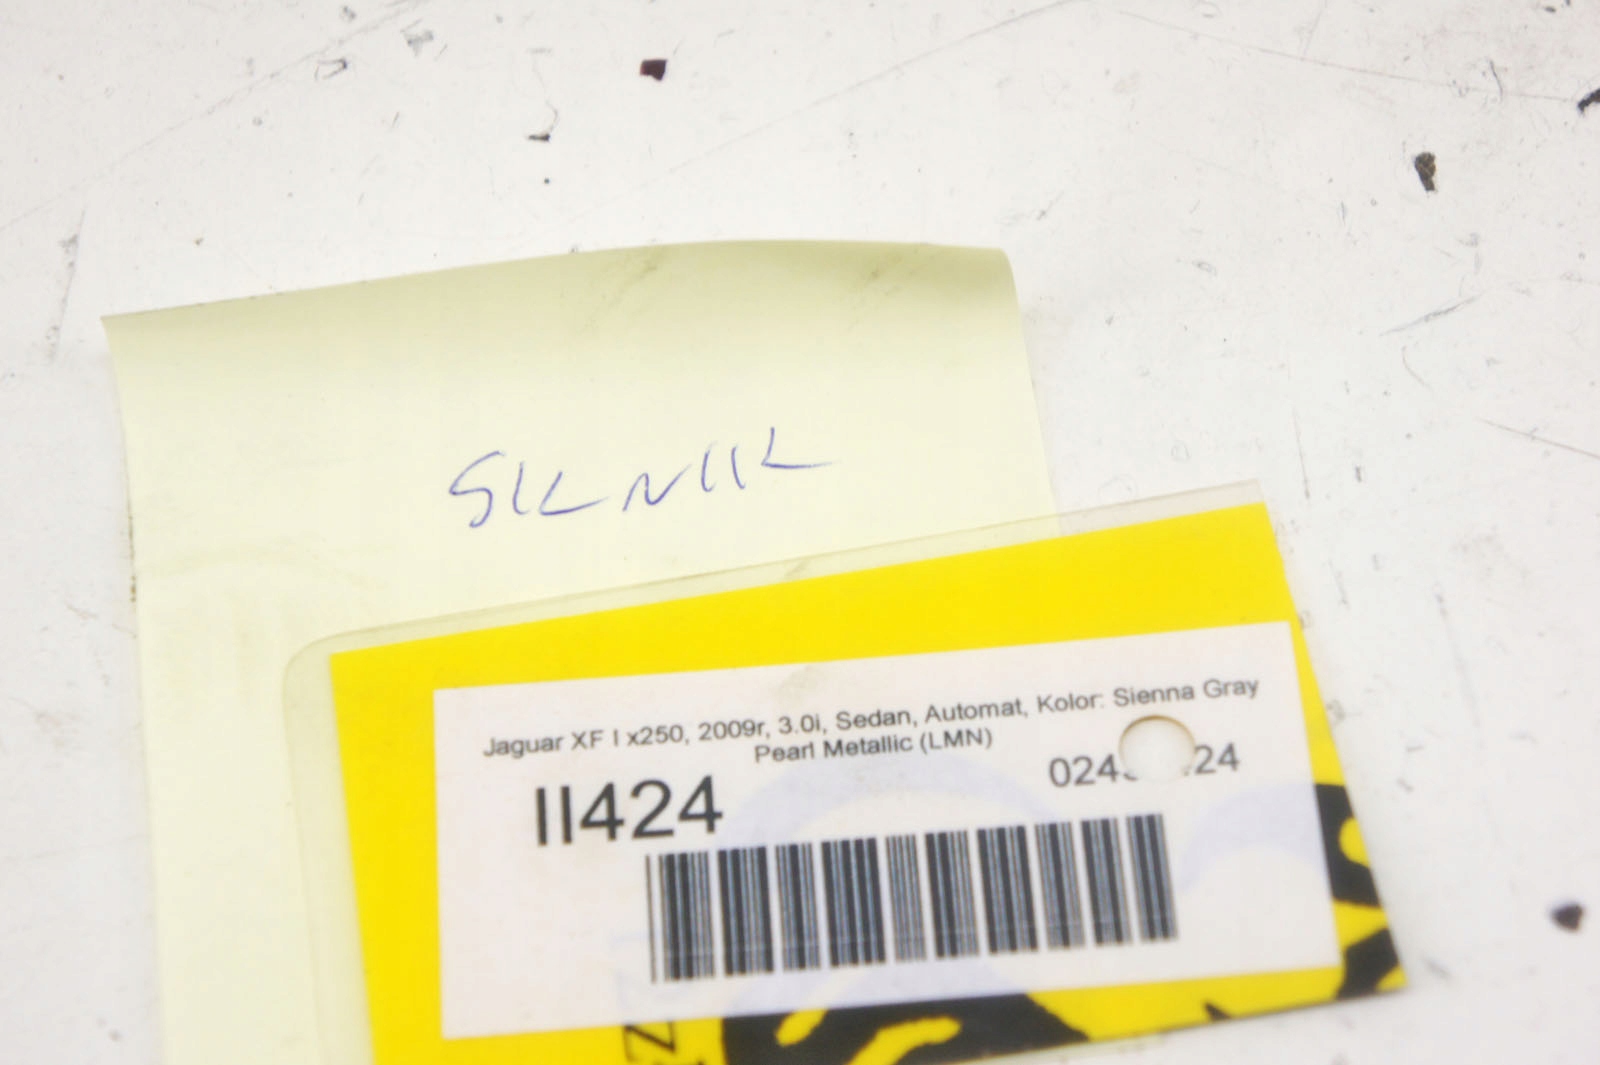 SILNIK
Jaguar XF I x250, 2009r, 3.0i, Sedan, Automat, Kolor: Sienna Gray
Pearl Metallic (LMN)
II424